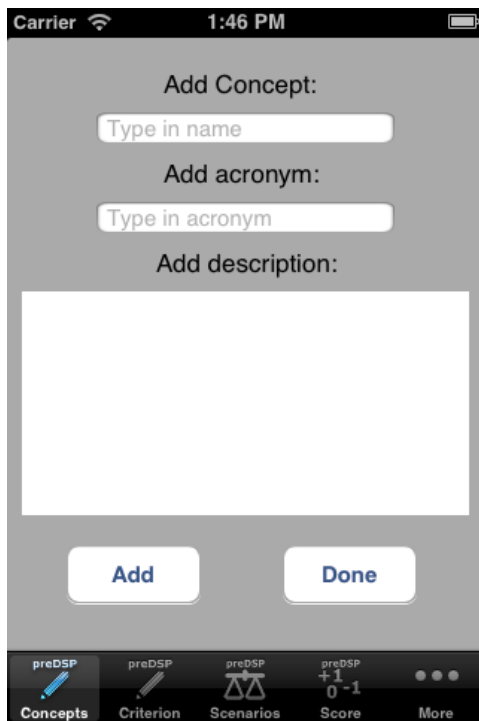 Carrier 1:46 PM
Add Concept:
Type in name
Add acronym:
Type in acronym
Add description:
Add Done
preDSP preDSP preDSP preDSP
+1
0 -1
Concepts Criterion Scenarios Score More